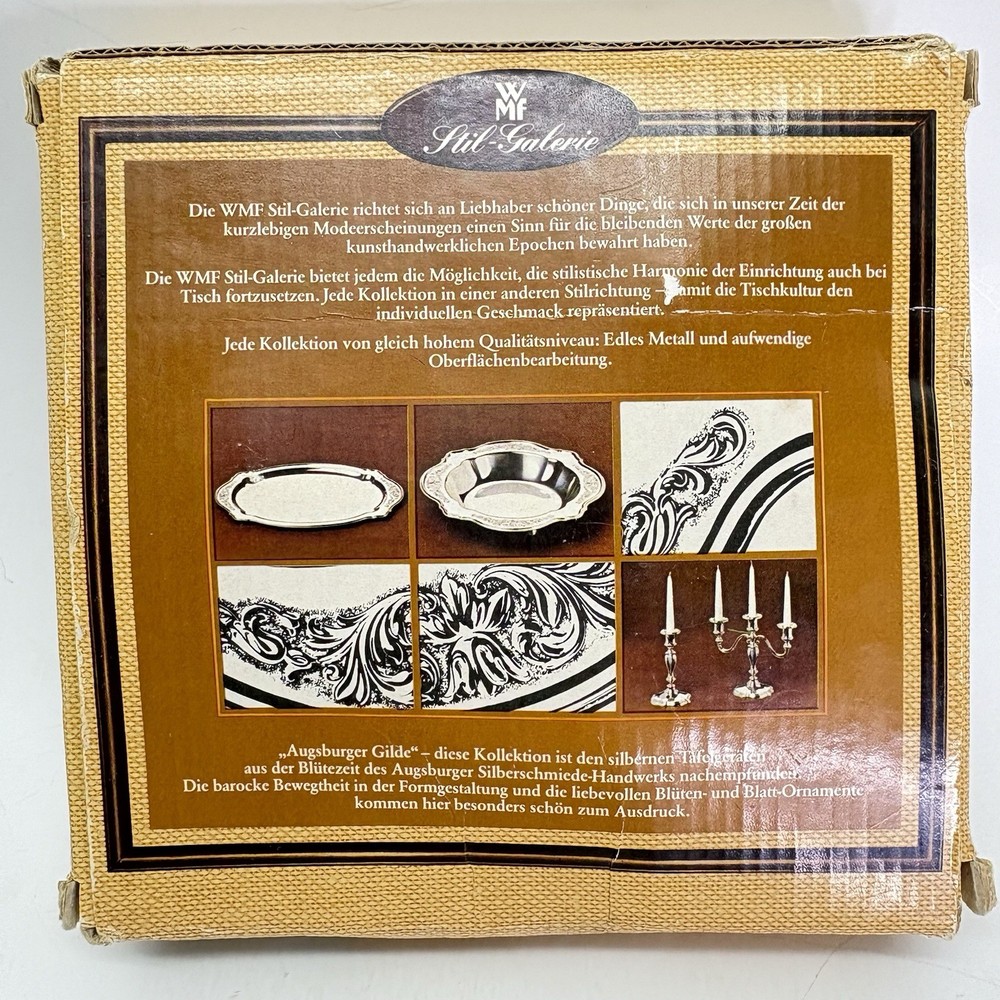 WMF
Stil-Galerie
Die WMF Stil-Galerie richtet sich an Liebhaber schöner Dinge, die sich in unserer Zeit der
kurzlebigen Modeerscheinungen einen Sinn für die bleibenden Werte der großen
kunsthandwerklichen Epochen bewahrt haben.
Die WMF Stil-Galerie bietet jedem die Möglichkeit, die stilistische Harmonie der Einrichtung auch bei
Tisch fortzusetzen. Jede Kollektion in einer anderen Stilrichtung – damit die Tischkultur den
individuellen Geschmack repräsentiert.
Jede Kollektion von gleich hohem Qualitätsniveau: Edles Metall und aufwendige
Oberflächenbearbeitung.
„Augsburger Gilde“ – diese Kollektion ist den silbernen Tafelgeräten
aus der Blütezeit des Augsburger Silberschmiede-Handwerks nachempfunden.
Die barocke Bewegtheit in der Formgestaltung und die liebevollen Blüten- und Blatt-Ornamente
kommen hier besonders schön zum Ausdruck.